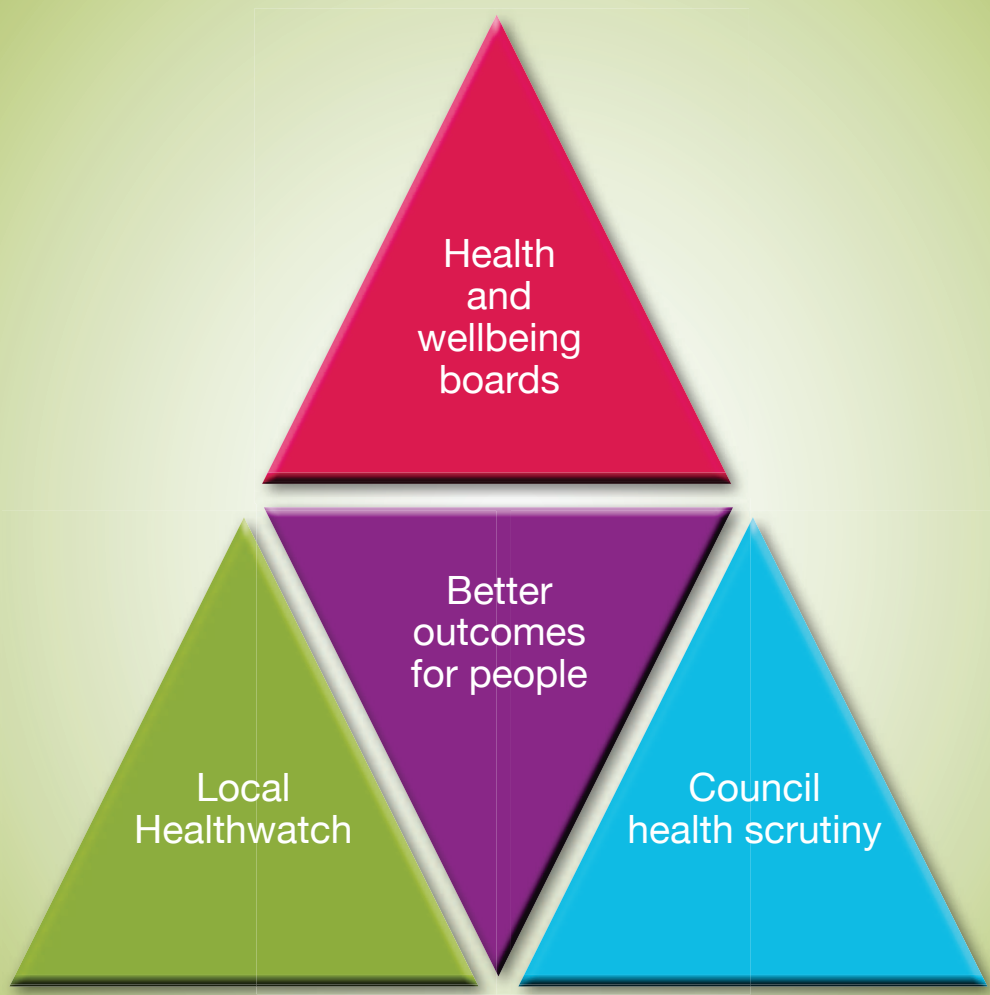 Health
and
wellbeing
boards
Better
outcomes
for people
Local
Healthwatch
Council
health scrutiny